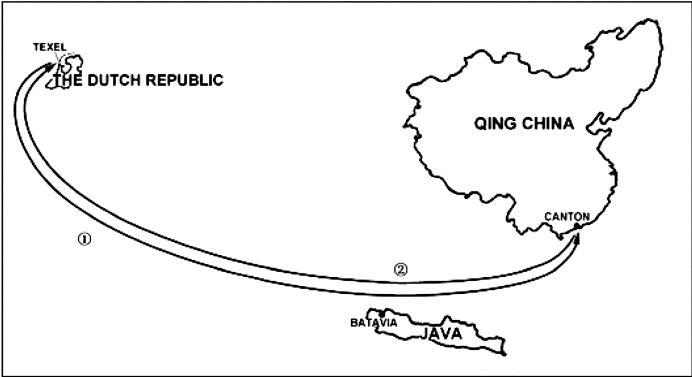 TEXEL
THE DUTCH REPUBLIC
QING CHINA
CANTON
①
②
BATAVIA
JAVA